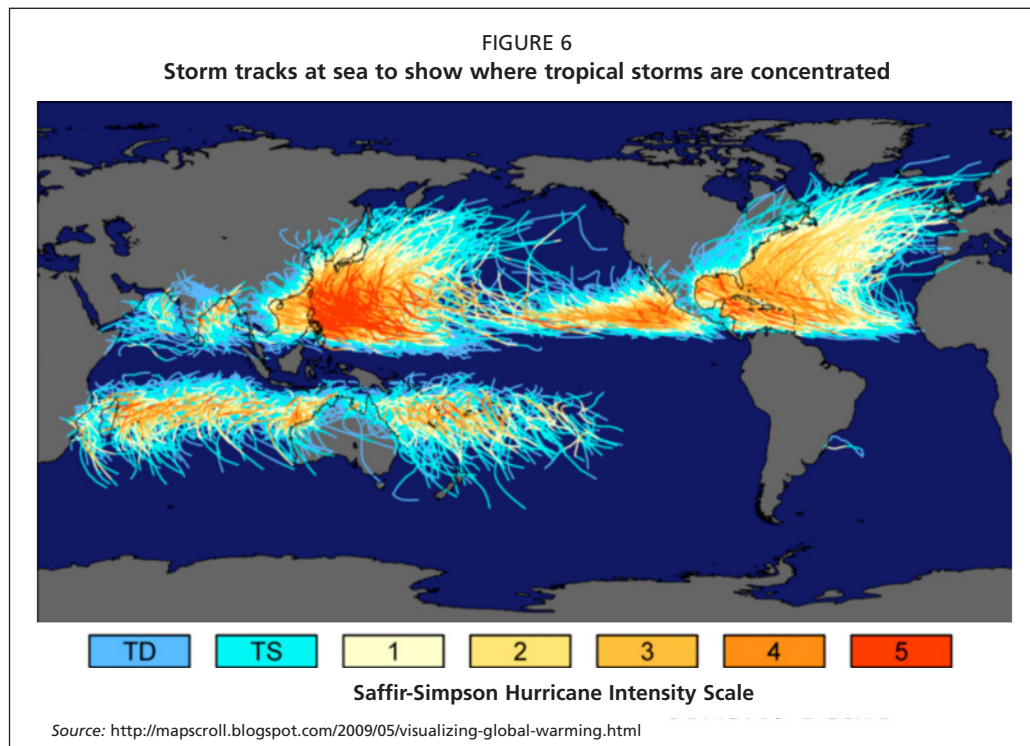 FIGURE 6
Storm tracks at sea to show where tropical storms are concentrated
TD TS 1 2 3 4 5
Saffir-Simpson Hurricane Intensity Scale
Source: http://mapscroll.blogspot.com/2009/05/visualizing-global-warming.html